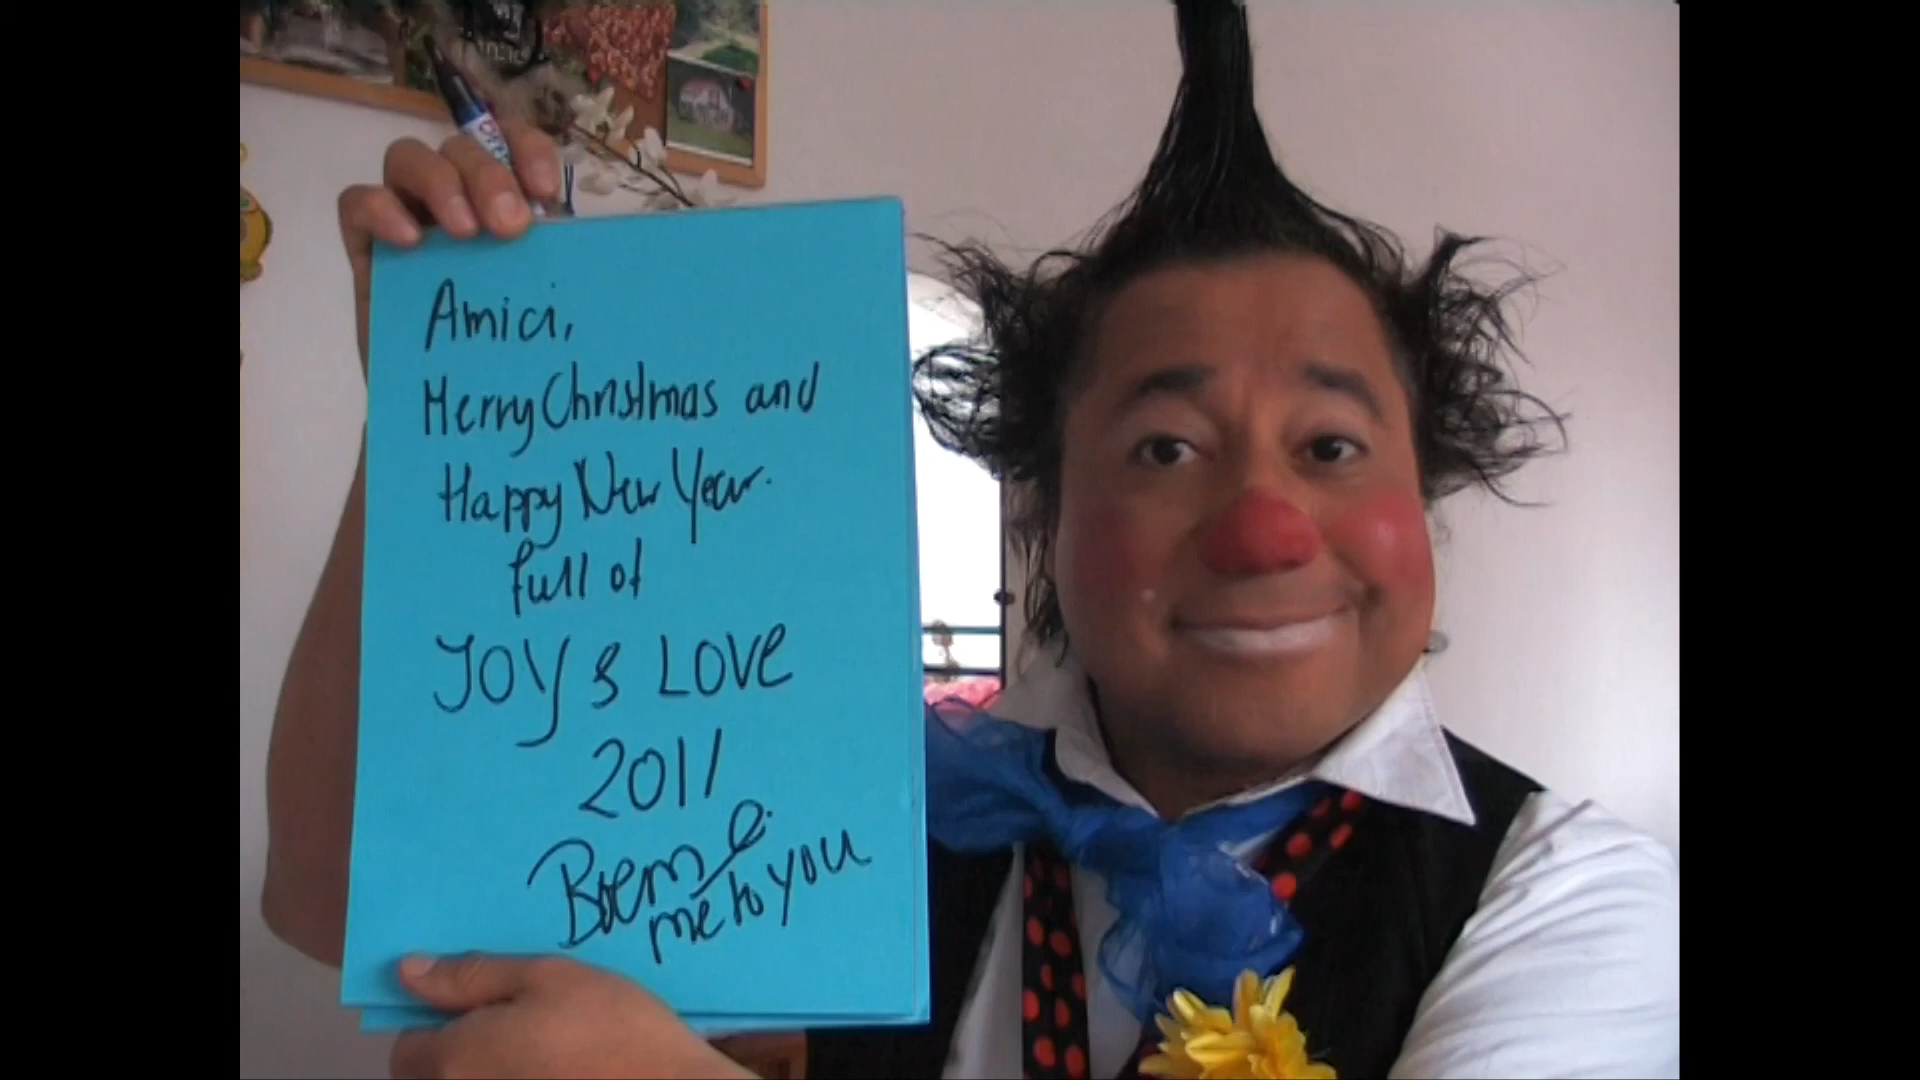 Amici,
Merry Christmas and
Happy New Year.
full of
JOY & LOVE
2011
me to you